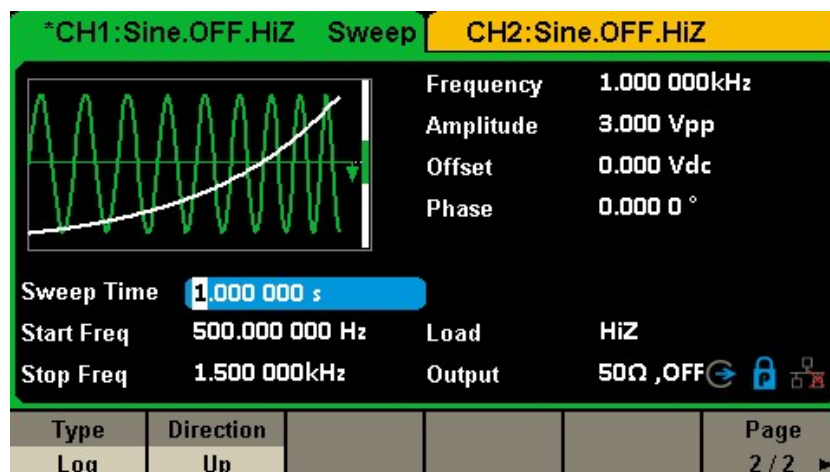 *CH1:Sine.OFF.HiZ Sweep CH2:Sine.OFF.HiZ
Frequency 1.000 000kHz
Amplitude 3.000 Vpp
Offset 0.000 Vdc
Phase 0.000 0 °
Sweep Time 1.000 000 s
Start Freq 500.000 000 Hz Load HiZ
Stop Freq 1.500 000kHz Output 50Ω ,OFF
Type Direction Page
Log Up 2/2